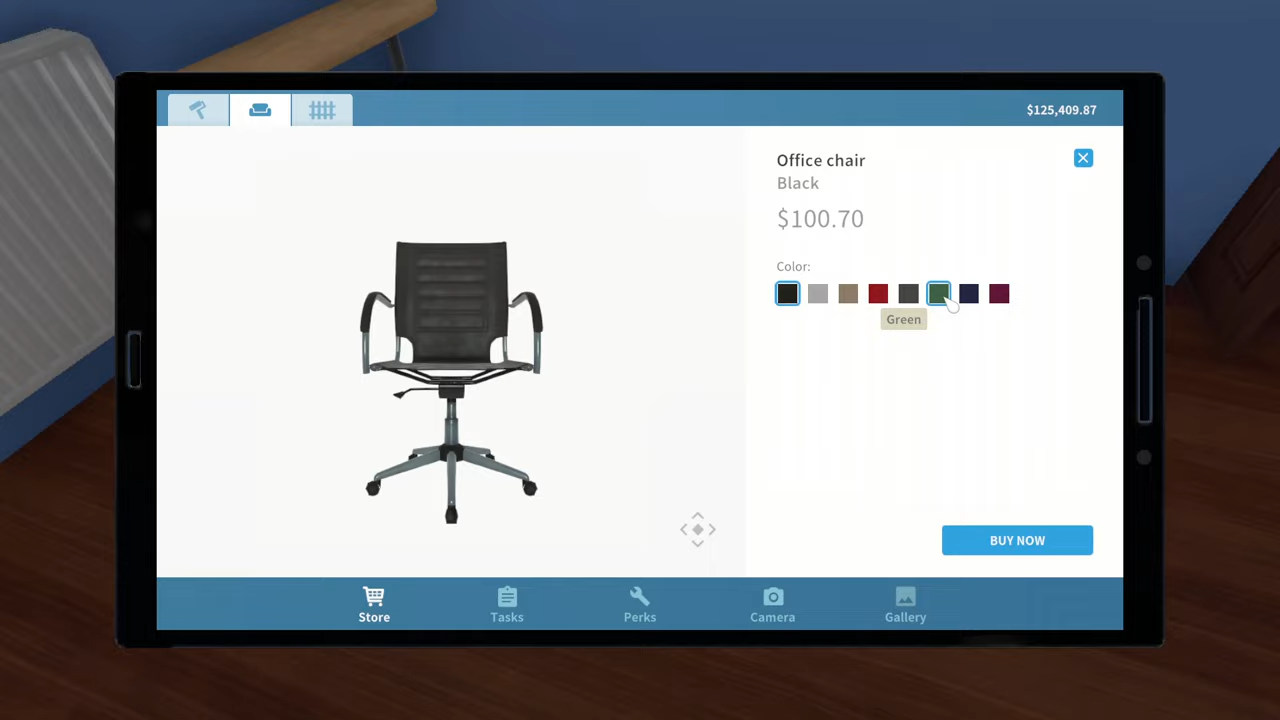 $125,409.87
Office chair
Black
$100.70
Color:
Green
BUY NOW
Store
Tasks
Perks
Camera
Gallery